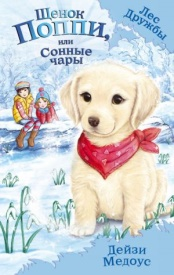 Щенок
Поппи,
или
Сонные
чары
Лес
Дружбы
Дейзи
Медоус